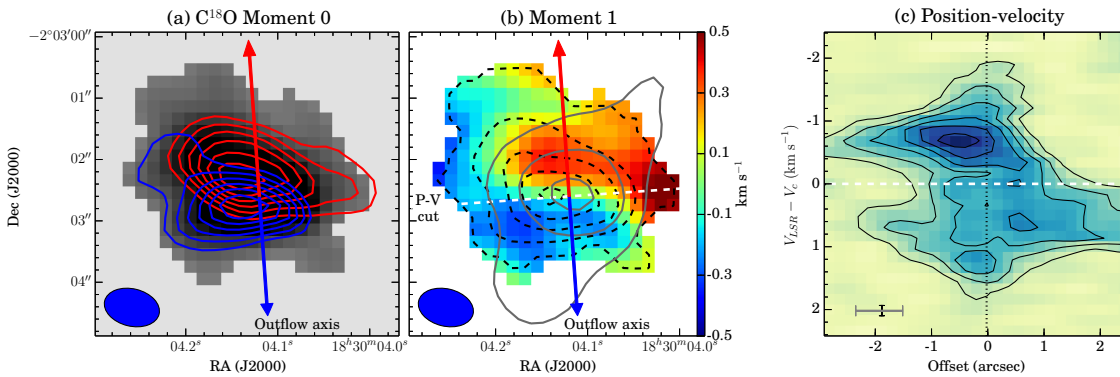 (a) C¹⁸O Moment 0
(b) Moment 1
(c) Position-velocity
−2°03′00″
01″
02″
03″
04″
Dec (J2000)
Outflow axis
04.2ˢ
04.1ˢ
18ʰ30ᵐ04.0ˢ
RA (J2000)
P-V
cut
Outflow axis
04.2ˢ
04.1ˢ
18ʰ30ᵐ04.0ˢ
RA (J2000)
0.5
0.3
0.1
-0.1
-0.3
-0.5
km s⁻¹
V_LSR − V_c (km s⁻¹)
-2
-1
0
1
2
-2
-1
0
1
2
Offset (arcsec)